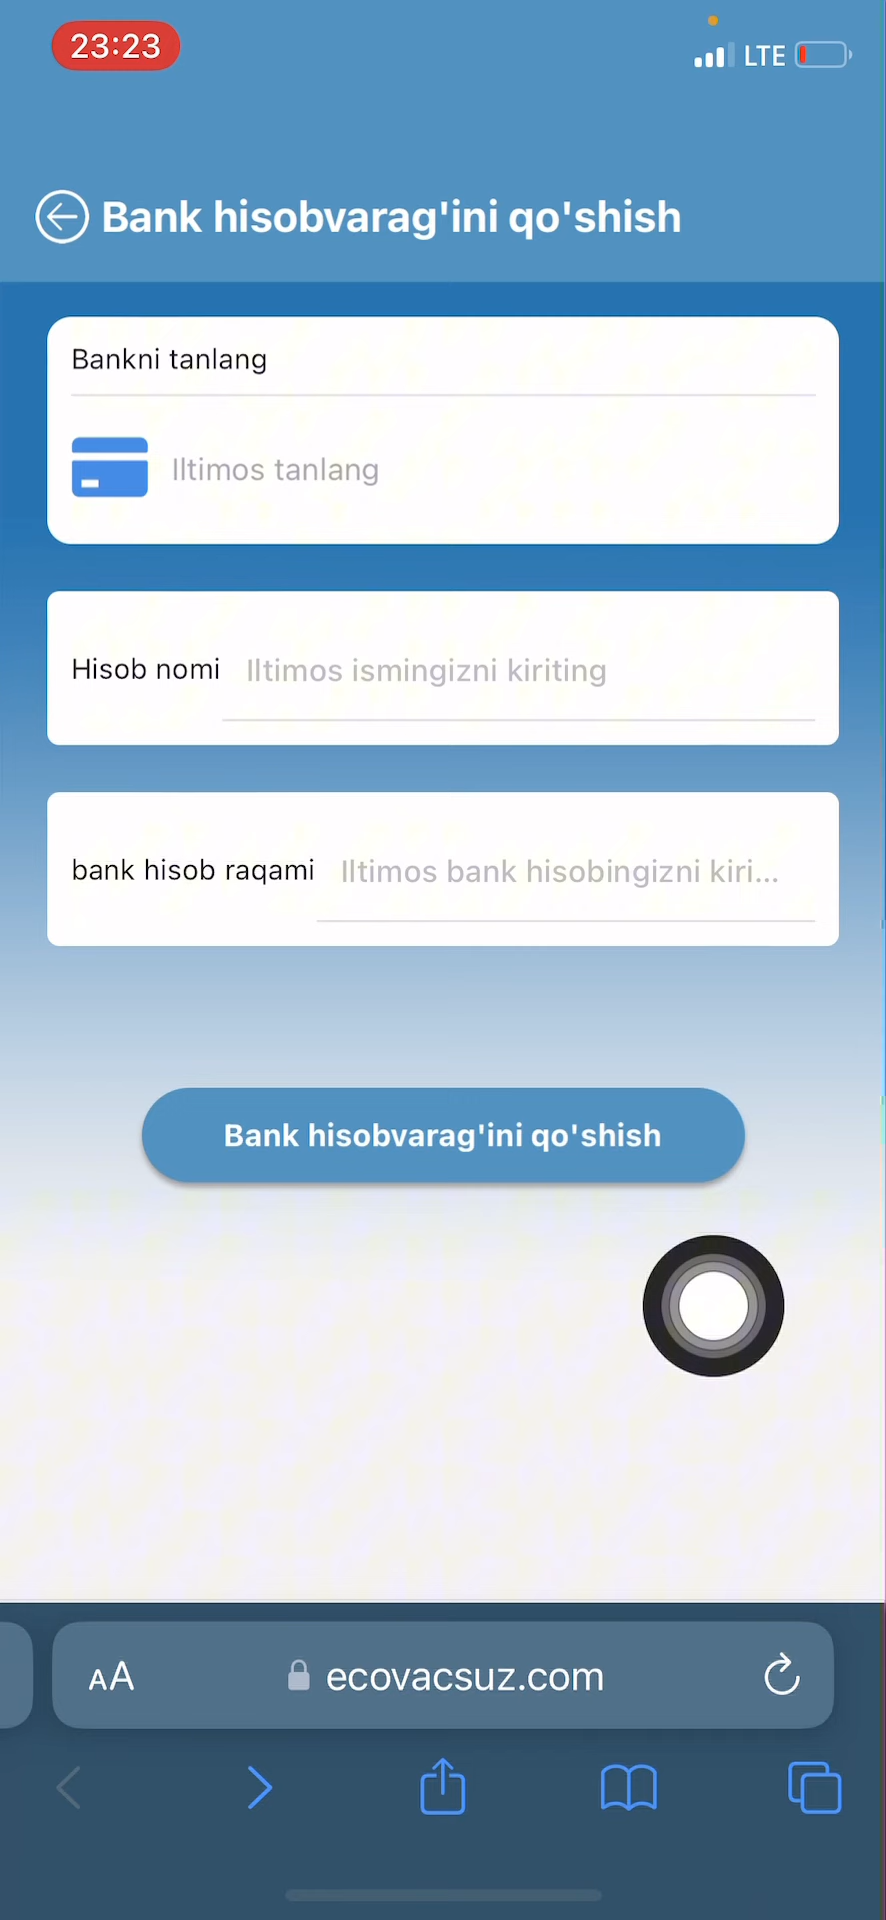 23:23
LTE
Bank hisobvarag'ini qo'shish
Bankni tanlang
Iltimos tanlang
Hisob nomi Iltimos ismingizni kiriting
bank hisob raqami Iltimos bank hisobingizni kiri...
Bank hisobvarag'ini qo'shish
AA ecovacsuz.com